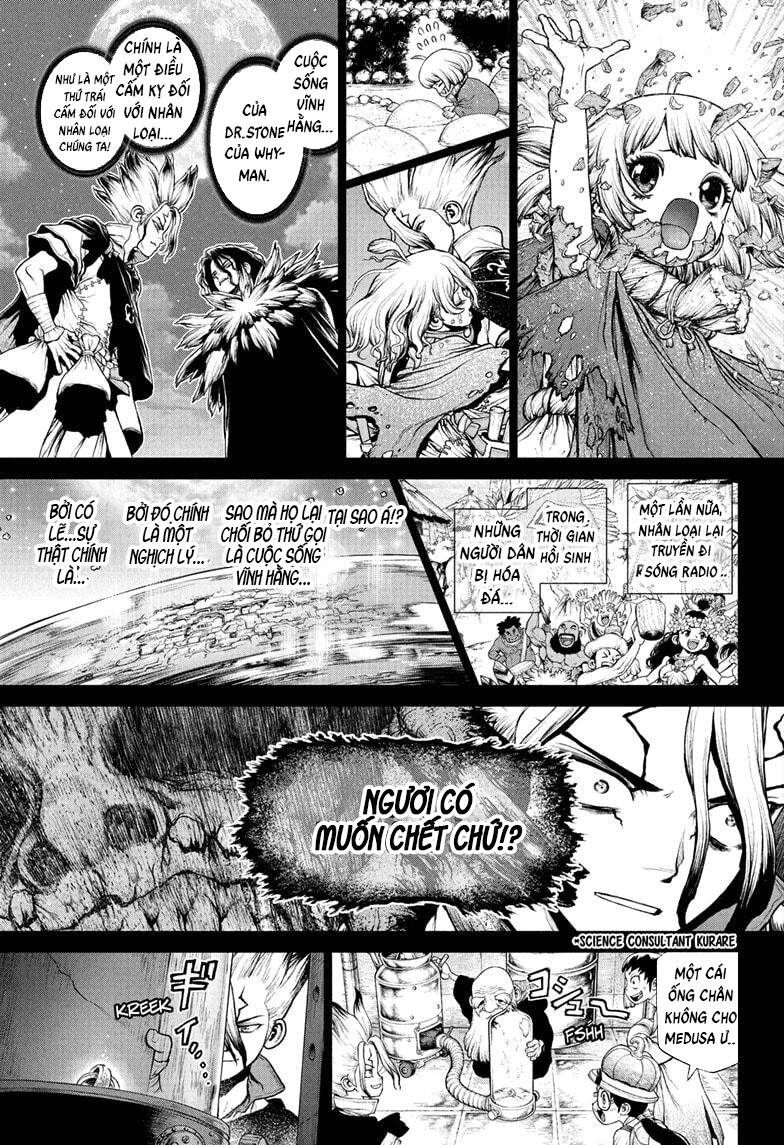 CUỘC
SỐNG
VĨNH
HẰNG...
CỦA
DR.STONE
CỦA WHY-
MAN.
CHÍNH LÀ
MỘT ĐIỀU
CẤM KỴ ĐỐI
VỚI NHÂN
LOẠI...
NHƯ LÀ MỘT
THỨ TRÁI
CẤM ĐỐI VỚI
NHÂN LOẠI
CHÚNG TA!
MỘT LẦN NỮA,
NHÂN LOẠI LẠI
TRUYỀN ĐI
SÓNG RADIO ..
TRONG
THỜI GIAN
HỒI SINH
NHỮNG
NGƯỜI DÂN
BỊ HÓA
ĐÁ...
TẠI SAO Á!?
SAO MÀ HỌ LẠI
CHỐI BỎ THỨ GỌI
LÀ CUỘC SỐNG
VĨNH HẰNG...
BỞI ĐÓ CHÍNH
LÀ MỘT
NGHỊCH LÝ...
BỞI CÓ
LẼ...SỰ
THẬT CHÍNH
LÀ...
NGƯƠI CÓ
MUỐN CHẾT CHỨ!?
*SCIENCE CONSULTANT KURARE
MỘT CÁI
ỐNG CHÂN
KHÔNG CHO
MEDUSA Ư..
コシュ〜
FSHH
ギィ...
KREEK